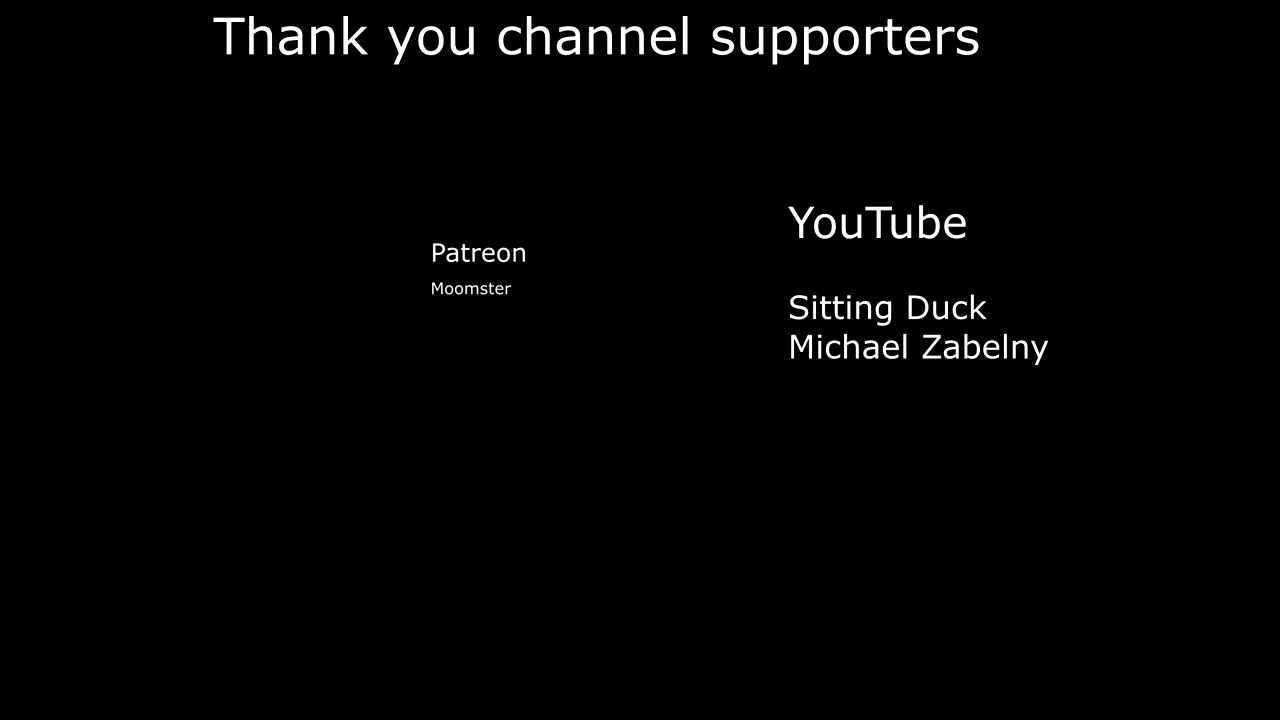 Thank you channel supporters
Patreon
Moomster
YouTube
Sitting Duck
Michael Zabelny